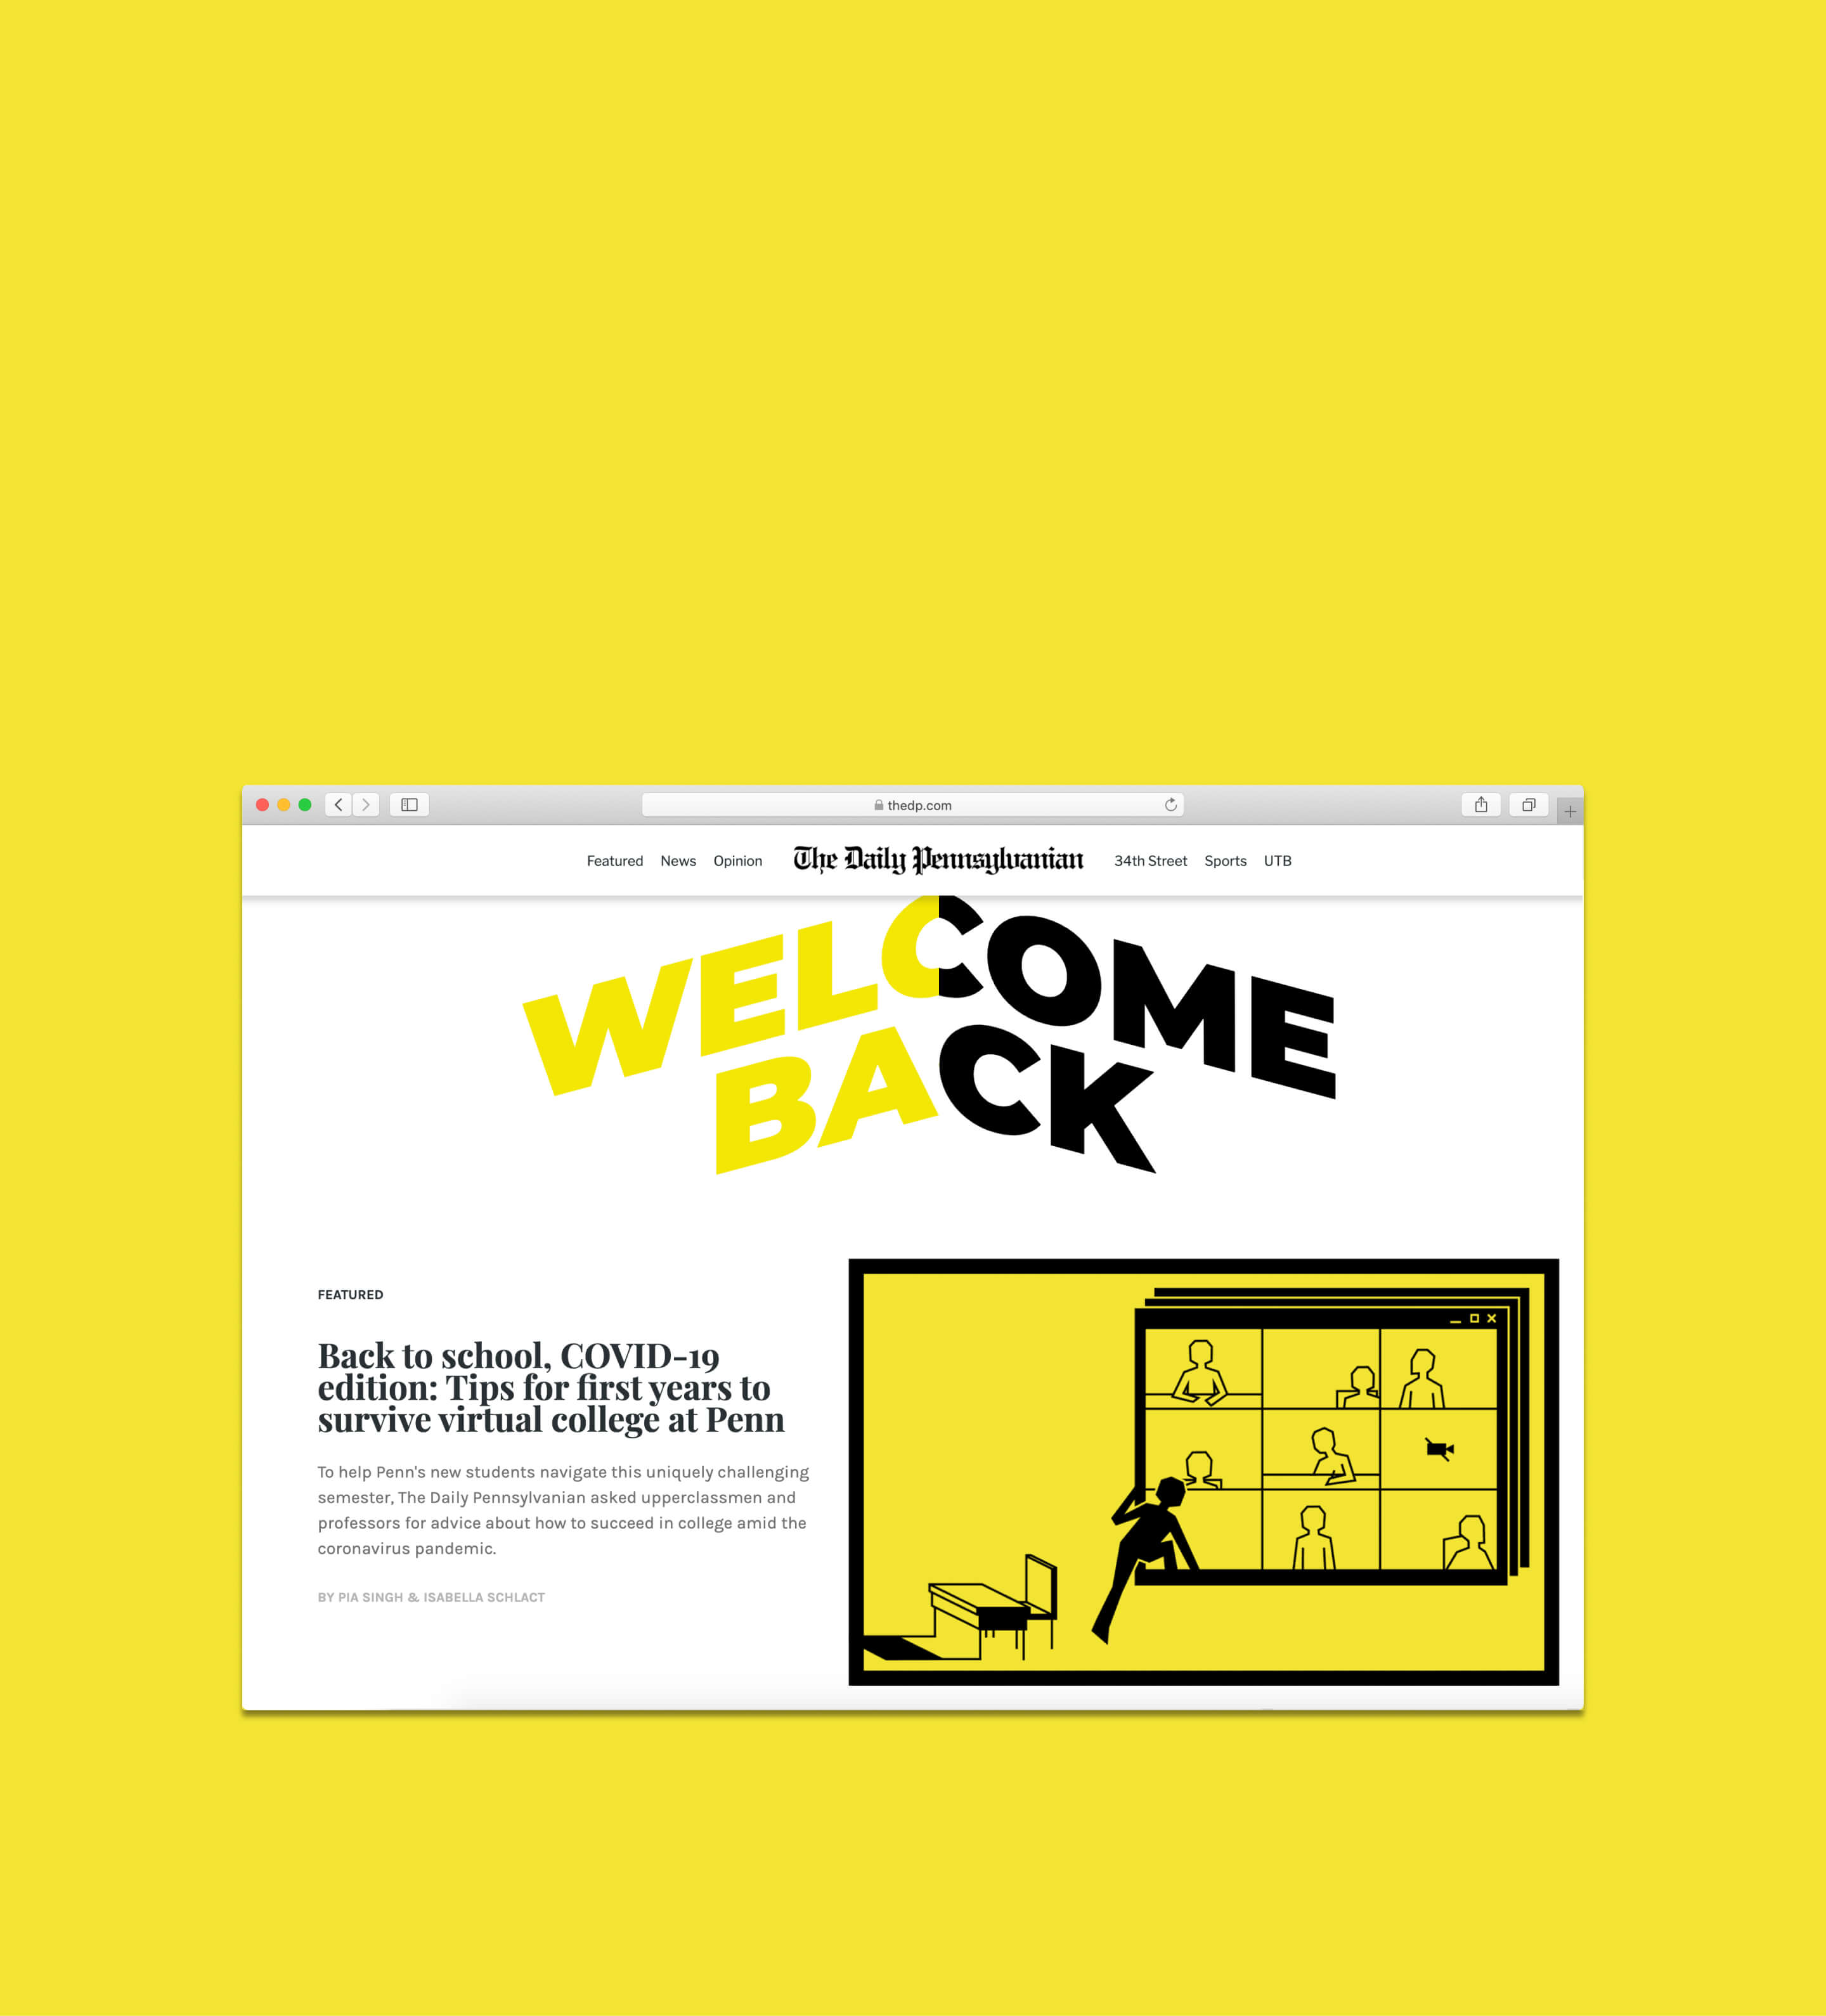 thedp.com
Featured News Opinion The Daily Pennsylvanian 34th Street Sports UTB
WELCOME
BACK
FEATURED
Back to school, COVID-19
edition: Tips for first years to
survive virtual college at Penn
To help Penn's new students navigate this uniquely challenging
semester, The Daily Pennsylvanian asked upperclassmen and
professors for advice about how to succeed in college amid the
coronavirus pandemic.
BY PIA SINGH & ISABELLA SCHLACT